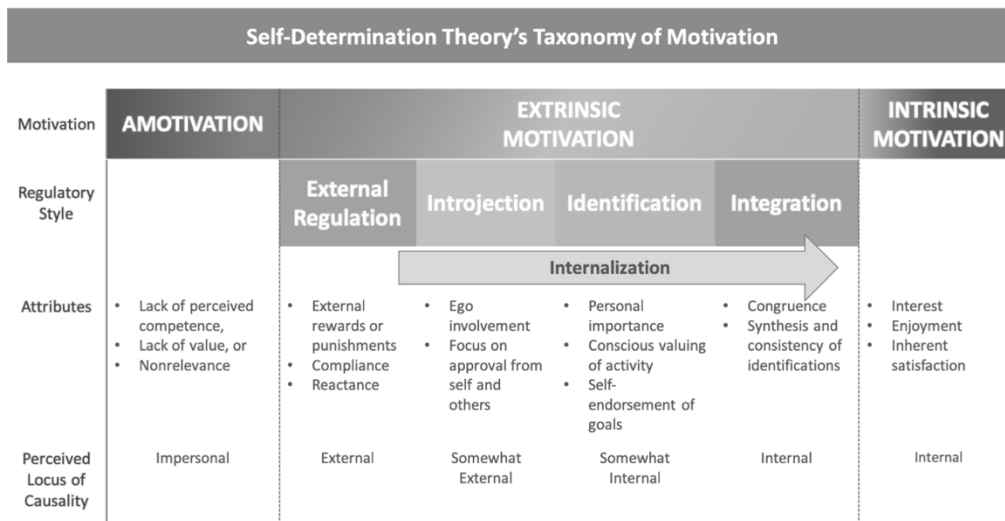 Self-Determination Theory's Taxonomy of Motivation
Motivation
AMOTIVATION
EXTRINSIC
MOTIVATION
INTRINSIC
MOTIVATION
Regulatory
Style
External
Regulation
Introjection
Identification
Integration
Internalization
Attributes
• Lack of perceived
competence,
• Lack of value, or
• Nonrelevance
• External
rewards or
punishments
• Compliance
• Reactance
• Ego
involvement
• Focus on
approval from
self and
others
• Personal
importance
• Conscious valuing
of activity
• Self-
endorsement of
goals
• Congruence
• Synthesis and
consistency of
identifications
• Interest
• Enjoyment
• Inherent
satisfaction
Perceived
Locus of
Causality
Impersonal
External
Somewhat
External
Somewhat
Internal
Internal
Internal